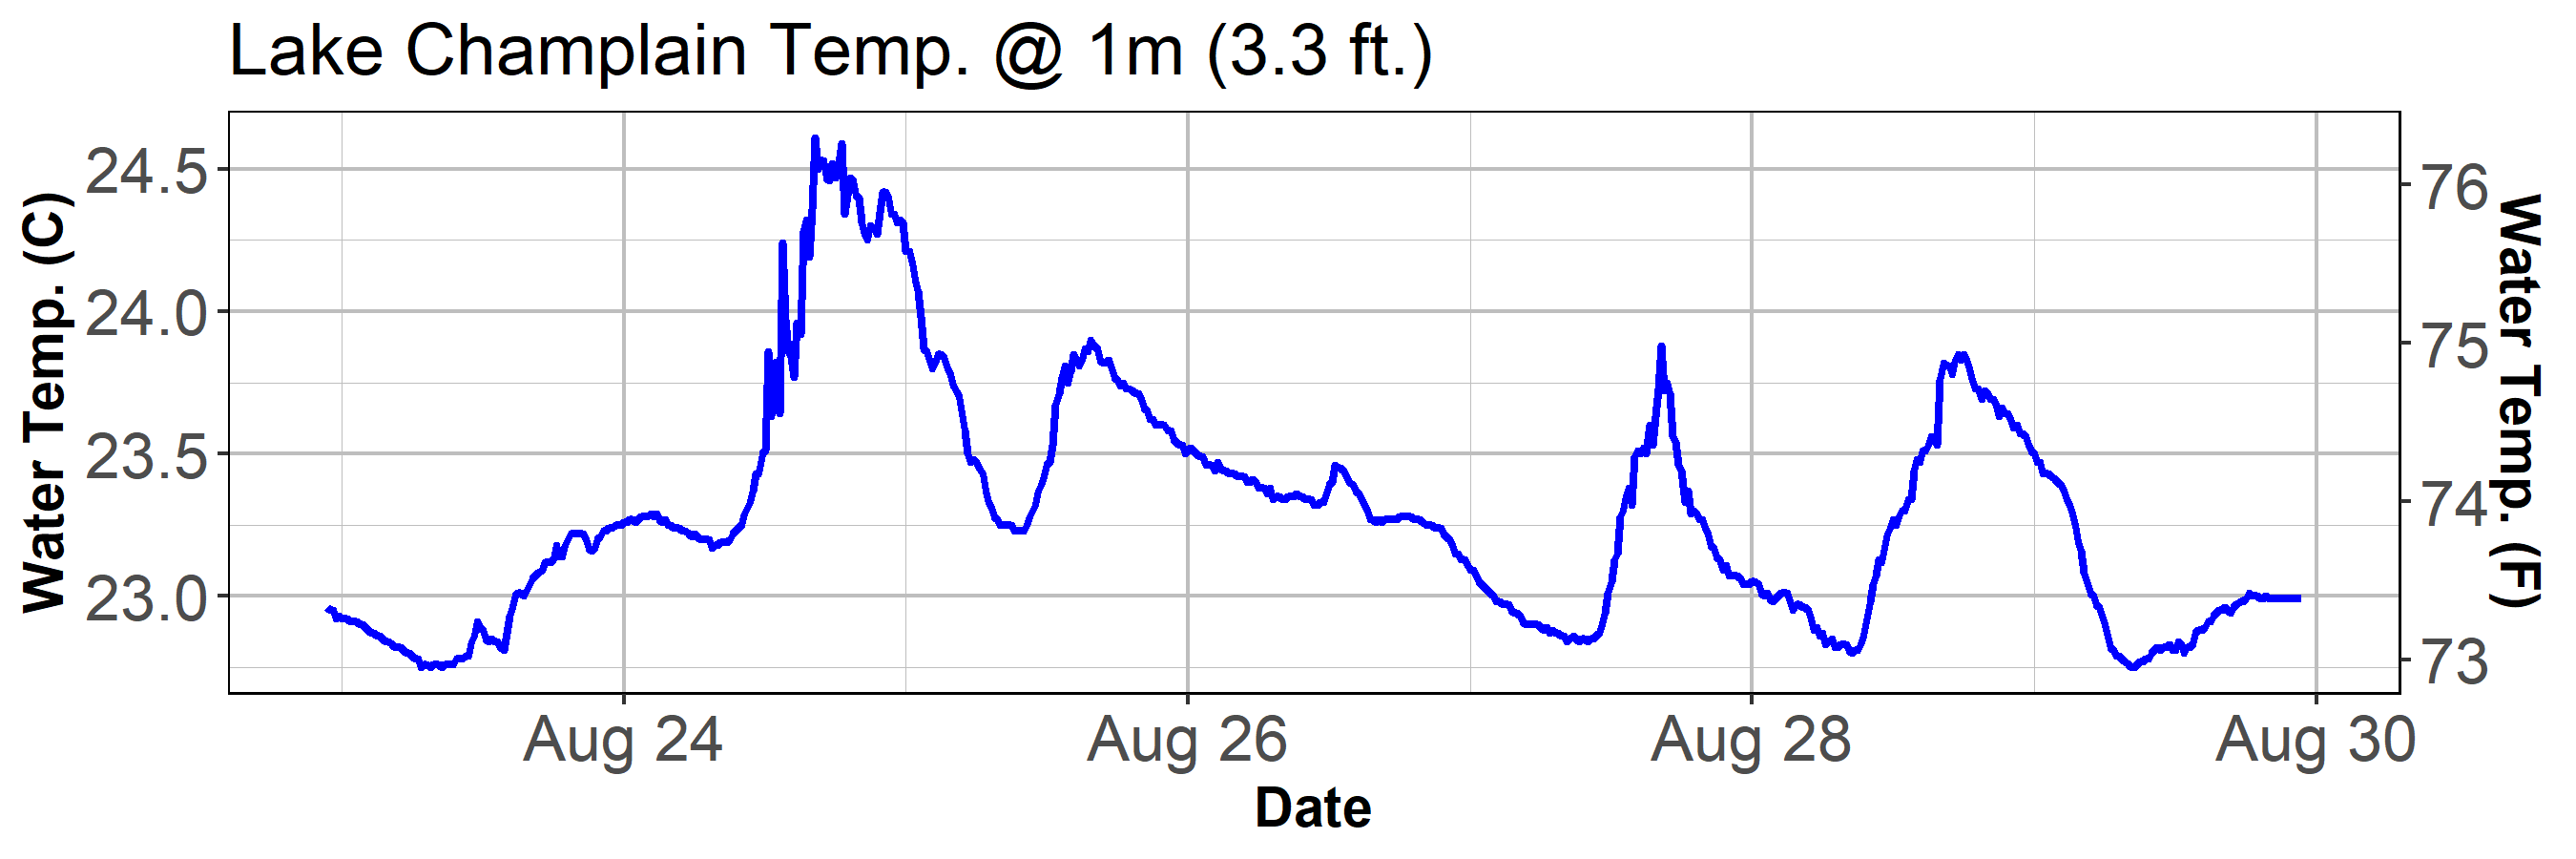 Lake Champlain Temp. @ 1m (3.3 ft.)
Water Temp. (C)
24.5
24.0
23.5
23.0
76
75
74
73
Water Temp. (F)
Aug 24 Aug 26 Aug 28 Aug 30
Date